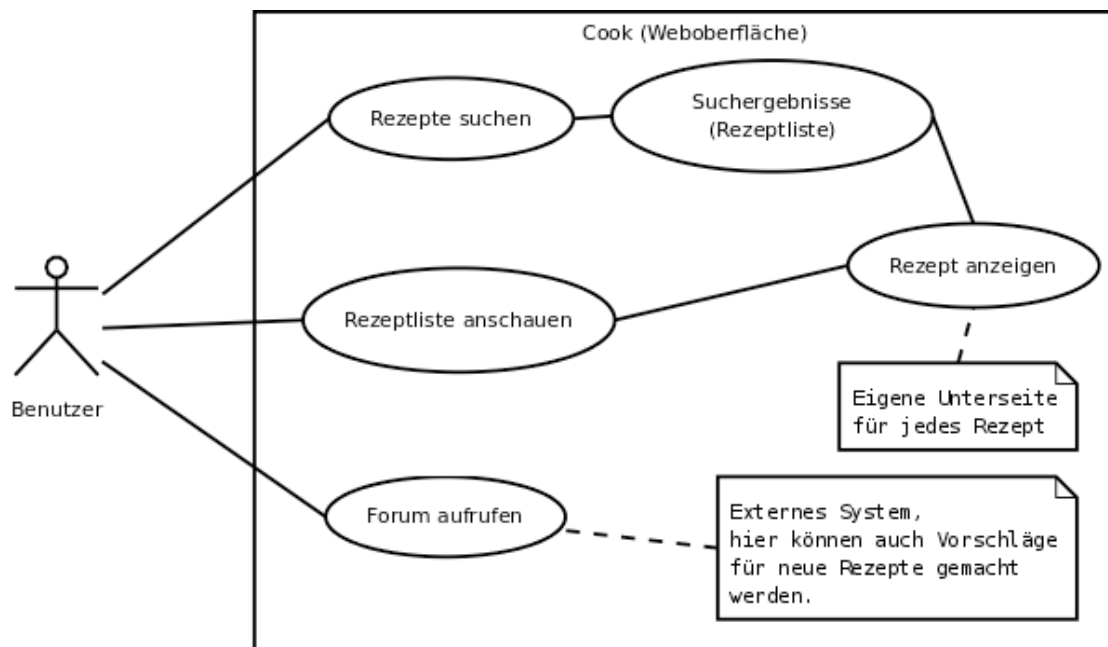 Cook (Weboberfläche)
Rezepte suchen
Suchergebnisse
(Rezeptliste)
Rezept anzeigen
Rezeptliste anschauen
Eigene Unterseite
für jedes Rezept
Benutzer
Forum aufrufen
Externes System,
hier können auch Vorschläge
für neue Rezepte gemacht
werden.